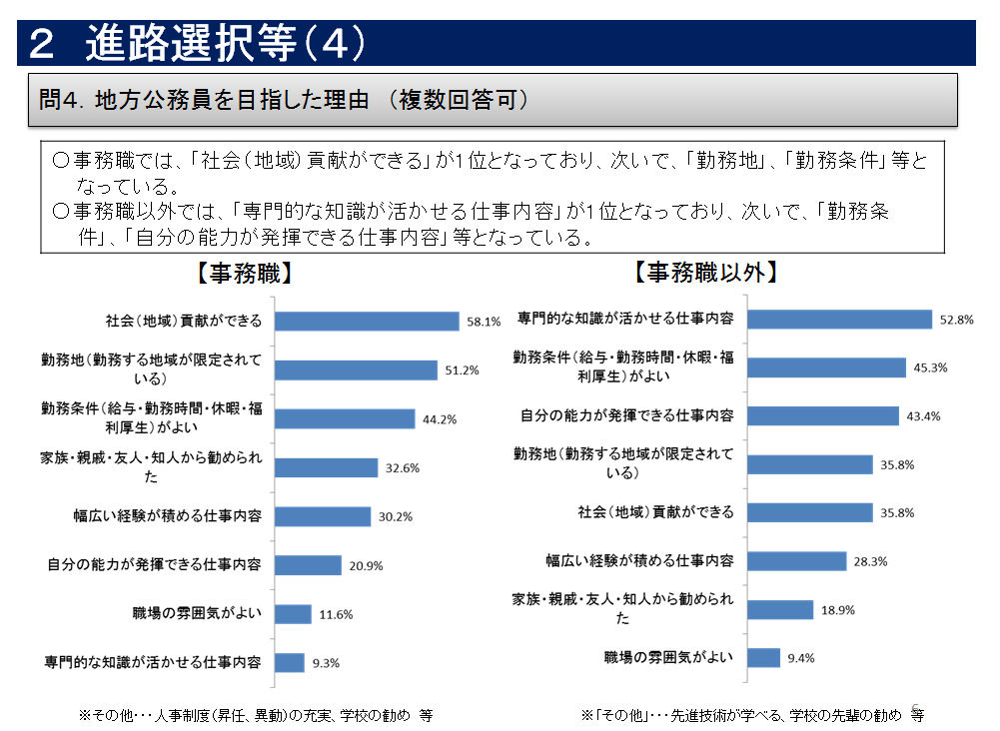 ２　進路選択等（４）
問４．地方公務員を目指した理由　（複数回答可）
○事務職では、「社会（地域）貢献ができる」が1位となっており、次いで、「勤務地」、「勤務条件」等と
なっている。
○事務職以外では、「専門的な知識が活かせる仕事内容」が1位となっており、次いで、「勤務条
件」、「自分の能力が発揮できる仕事内容」等となっている。
【事務職】
社会（地域）貢献ができる 58.1%
勤務地（勤務する地域が限定されて
いる） 51.2%
勤務条件（給与・勤務時間・休暇・福
利厚生）がよい 44.2%
家族・親戚・友人・知人から勧められ
た 32.6%
幅広い経験が積める仕事内容 30.2%
自分の能力が発揮できる仕事内容 20.9%
職場の雰囲気がよい 11.6%
専門的な知識が活かせる仕事内容 9.3%
※その他・・・人事制度（昇任、異動）の充実、学校の勧め　等
【事務職以外】
専門的な知識が活かせる仕事内容 52.8%
勤務条件（給与・勤務時間・休暇・福
利厚生）がよい 45.3%
自分の能力が発揮できる仕事内容 43.4%
勤務地（勤務する地域が限定されて
いる） 35.8%
社会（地域）貢献ができる 35.8%
幅広い経験が積める仕事内容 28.3%
家族・親戚・友人・知人から勧められ
た 18.9%
職場の雰囲気がよい 9.4%
※「その他」・・・先進技術が学べる、学校の先輩の勧め　等
6